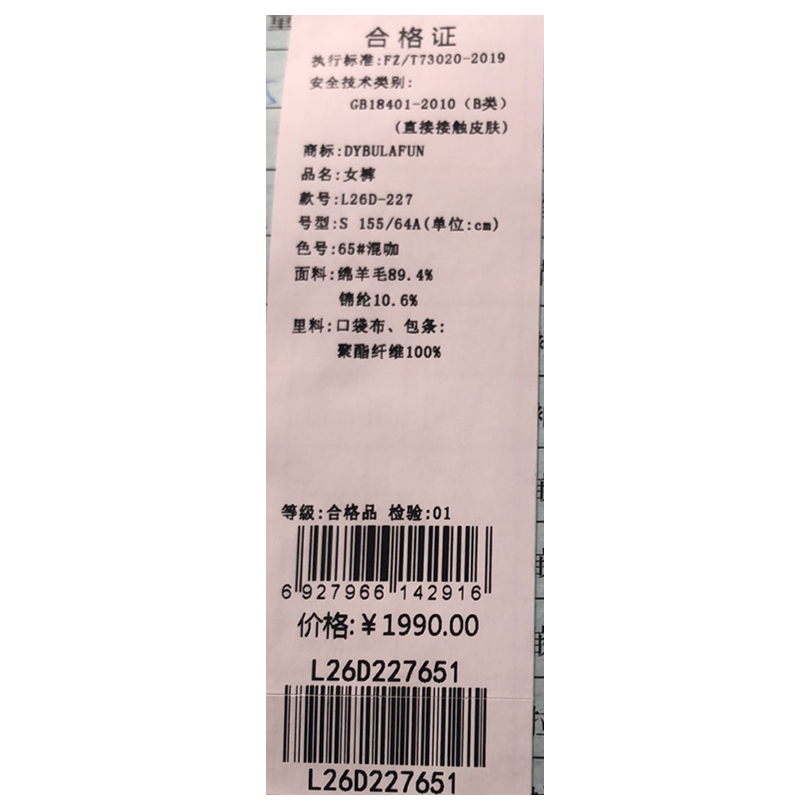 合格证
执行标准:FZ/T73020-2019
安全技术类别:
GB18401-2010（B类）
(直接接触皮肤)
商标:DYBULAFUN
品名:女裤
款号:L26D-227
号型:S 155/64A(单位:cm)
色号:65#混咖
面料:绵羊毛89.4%
锦纶10.6%
里料:口袋布、包条:
聚酯纤维100%
等级:合格品 检验:01
6 927966 142916
价格:¥1990.00
L26D227651
L26D227651